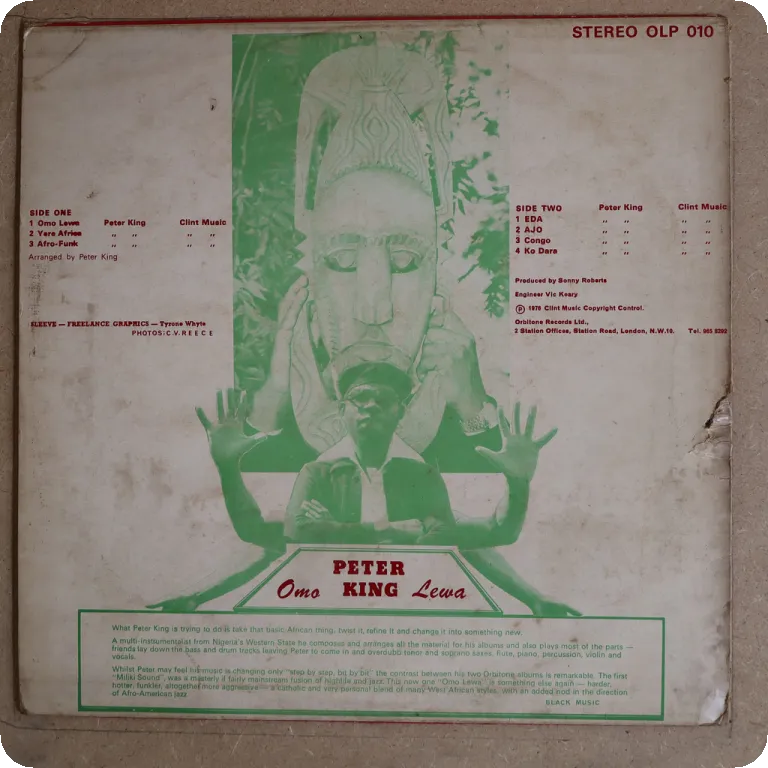 STEREO OLP 010
SIDE ONE
1 Omo Lewa Peter King Clint Music
2 Yere Africa " " " "
3 Afro-Funk " " " "
Arranged by Peter King
SLEEVE — FREELANCE GRAPHICS — Tyrone Whyte
PHOTOS: C.V. REECE
SIDE TWO Peter King Clint Music
1 EDA " " " "
2 AJO " " " "
3 Congo " " " "
4 Ko Dara " " " "
Produced by Sonny Roberts
Engineer Vic Keary
Ⓟ 1976 Clint Music Copyright Control.
Orbitone Records Ltd.,
2 Station Offices, Station Road, London, N.W.10. Tel. 965 8292
PETER
Omo KING Lewa
What Peter King is trying to do is take that basic African thing, twist it, refine it and change it into something new.
A multi-instrumentalist from Nigeria's Western State he composes and arranges all the material for his albums and also plays most of the parts —
friends lay down the bass and drum tracks leaving Peter to come in and overdubb tenor and soprano saxes, flute, piano, percussion, violin and
vocals.
Whilst Peter may feel his music is changing only "step by step, bit by bit" the contrast between his two Orbitone albums is remarkable. The first
"Miliki Sound", was a masterly if fairly mainstream fusion of highlife and jazz. This new one "Omo Lewa" is something else again — harder,
hotter, funkier, altogether more aggressive — a catholic and very personal blend of many West African styles, with an added nod in the direction
of Afro-American jazz
BLACK MUSIC